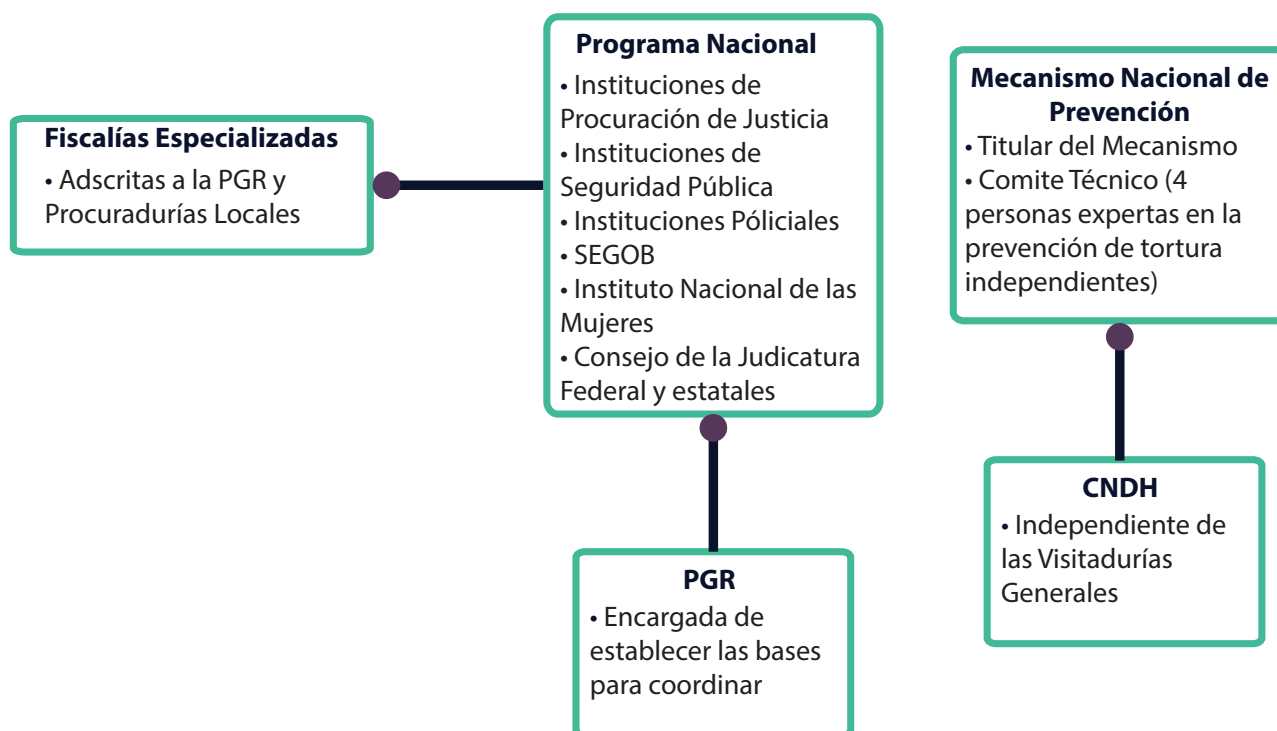 Fiscalías Especializadas
• Adscritas a la PGR y
Procuradurías Locales
Programa Nacional
• Instituciones de
Procuración de Justicia
• Instituciones de
Seguridad Pública
• Instituciones Póliciales
• SEGOB
• Instituto Nacional de las
Mujeres
• Consejo de la Judicatura
Federal y estatales
PGR
• Encargada de
establecer las bases
para coordinar
Mecanismo Nacional de
Prevención
• Titular del Mecanismo
• Comite Técnico (4
personas expertas en la
prevención de tortura
independientes)
CNDH
• Independiente de
las Visitadurías
Generales